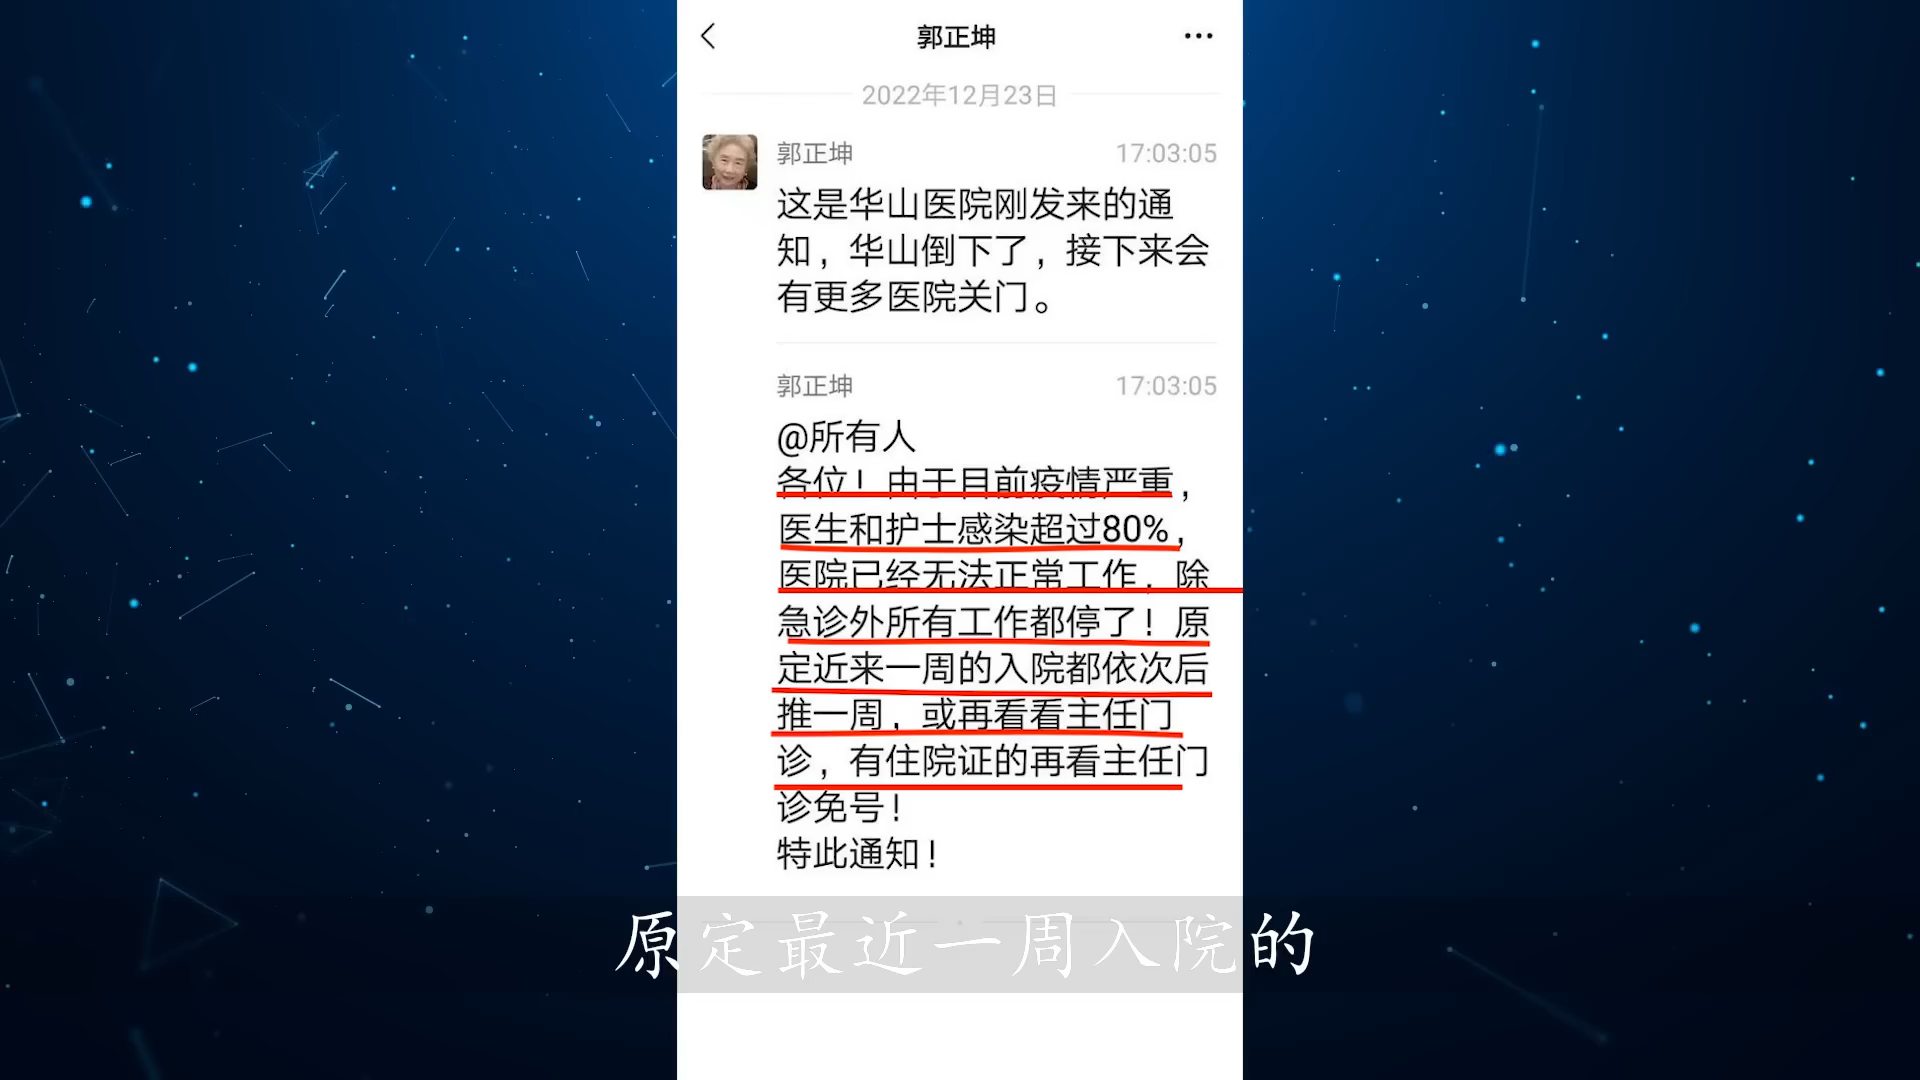 郭正坤
2022年12月23日
郭正坤 17:03:05
这是华山医院刚发来的通
知，华山倒下了，接下来会
有更多医院关门。
郭正坤 17:03:05
@所有人
各位！由于目前疫情严重，
医生和护士感染超过80%，
医院已经无法正常工作，除
急诊外所有工作都停了！原
定近来一周的入院都依次后
推一周，或再看看主任门
诊，有住院证的再看主任门
诊免号！
特此通知！
原定最近一周入院的